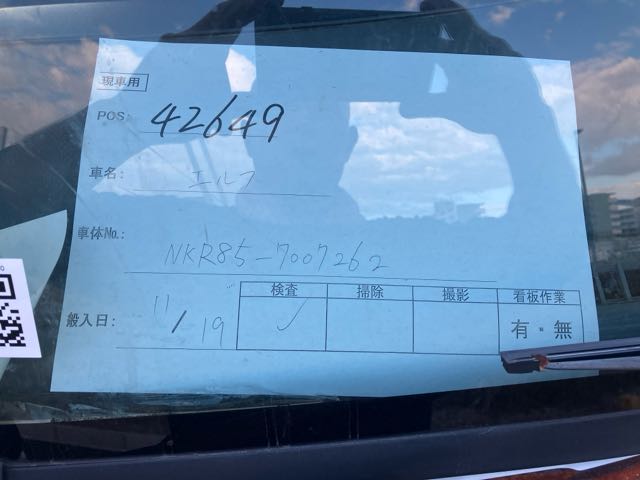 現車用
POS: 42649
車名: エルフ
車体No.: NKR85-7007262
検査 掃除 撮影 看板作業
般入日: 11/19 ✓ 有・無